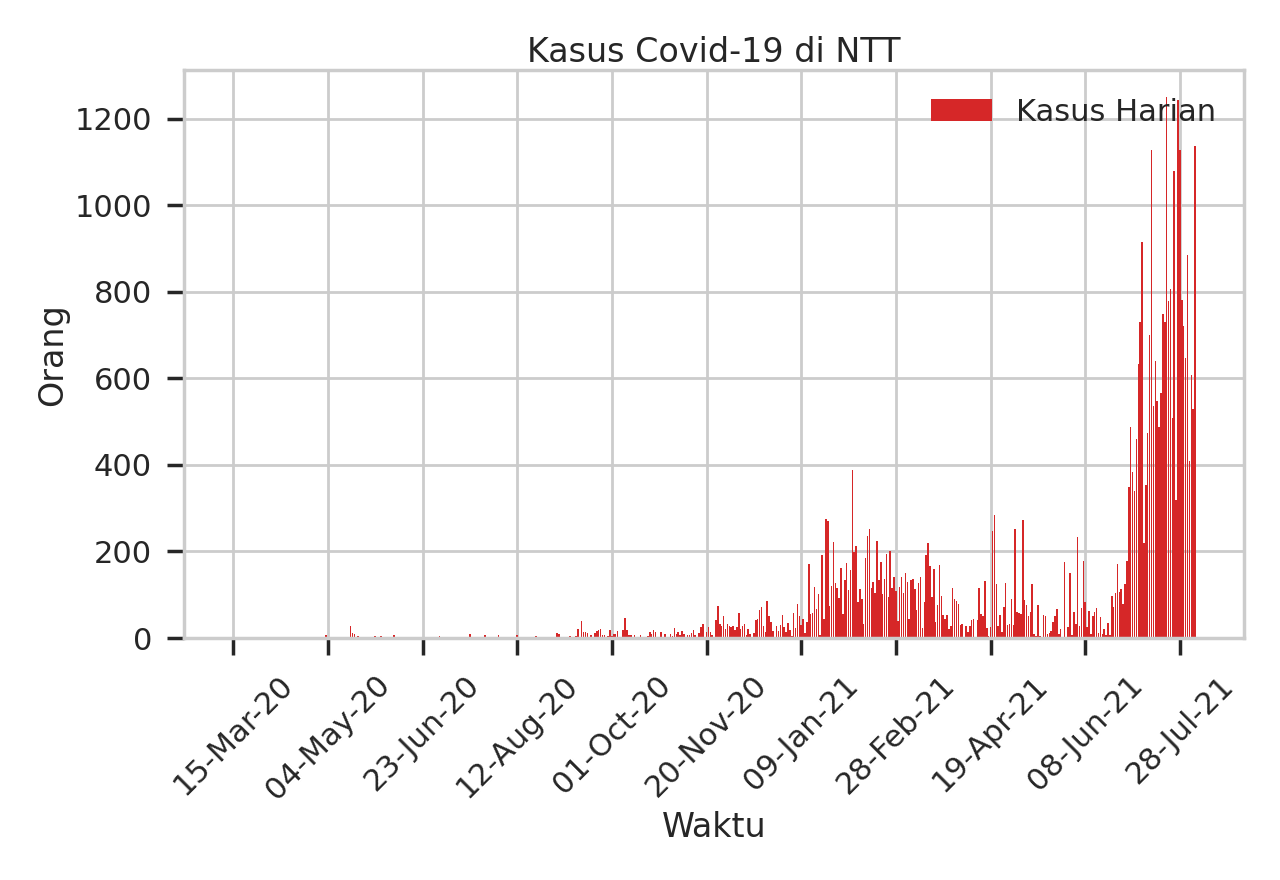 Kasus Covid-19 di NTT
Kasus Harian
Orang
1200
1000
800
600
400
200
0
15-Mar-20
04-May-20
23-Jun-20
12-Aug-20
01-Oct-20
20-Nov-20
09-Jan-21
28-Feb-21
19-Apr-21
08-Jun-21
28-Jul-21
Waktu